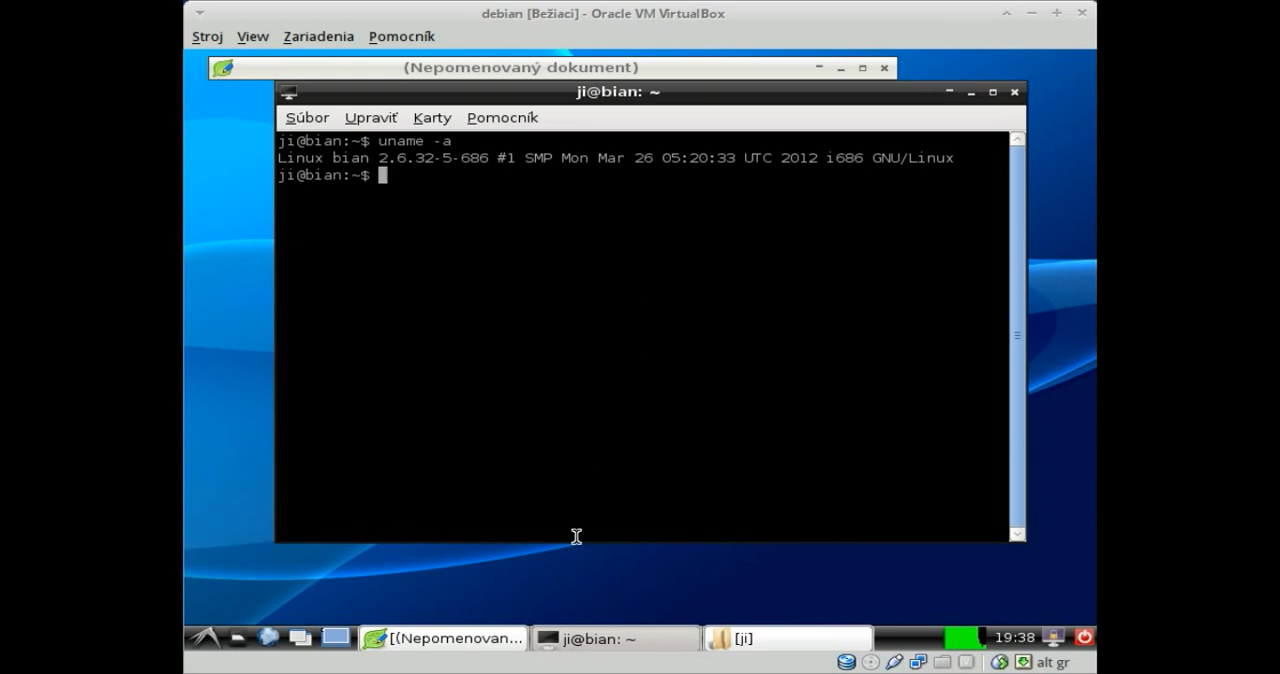 debian [Bežiaci] - Oracle VM VirtualBox
Stroj View Zariadenia Pomocník
(Nepomenovaný dokument)
ji@bian: ~
Súbor Upraviť Karty Pomocník
ji@bian:~$ uname -a
Linux bian 2.6.32-5-686 #1 SMP Mon Mar 26 05:20:33 UTC 2012 i686 GNU/Linux
ji@bian:~$
[(Nepomenovan... ji@bian: ~ [ji] 19:38
alt gr